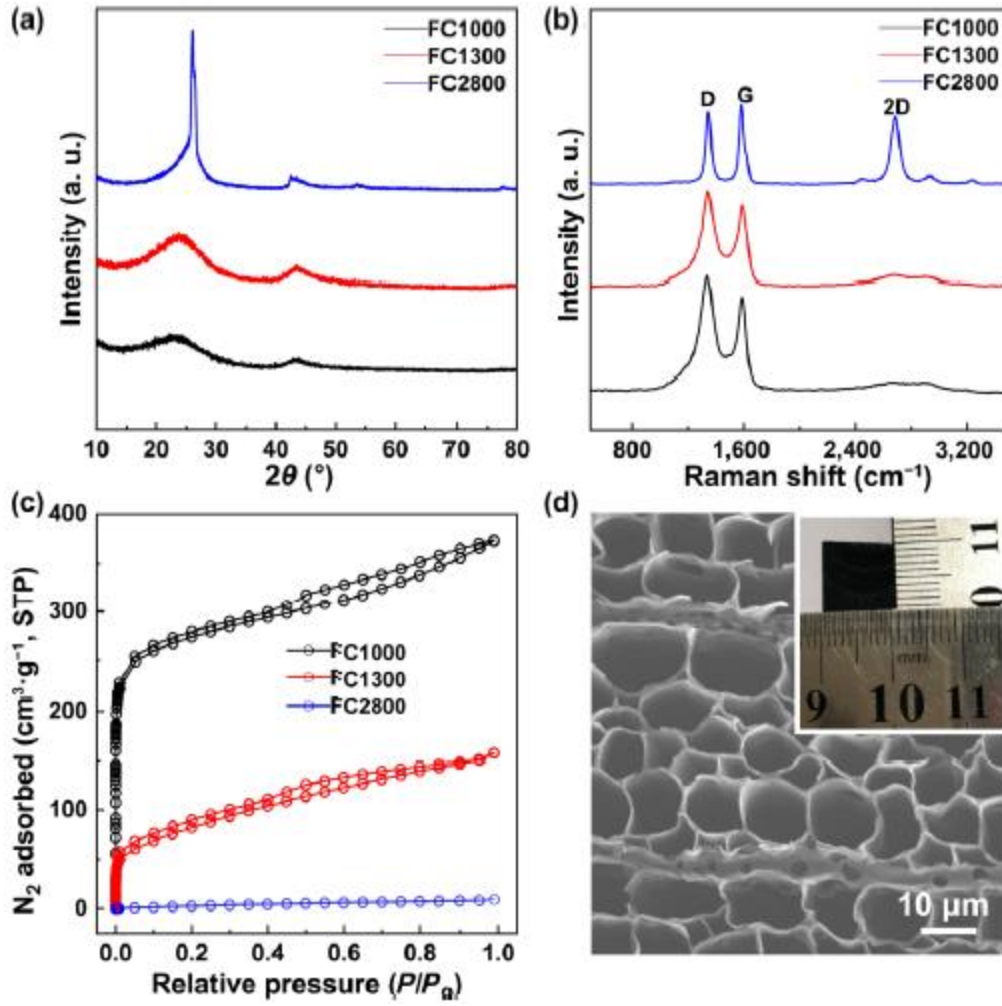 (a)
FC1000
FC1300
FC2800
Intensity (a. u.)
10 20 30 40 50 60 70 80
2θ (°)
(b)
FC1000
FC1300
FC2800
D G 2D
Intensity (a. u.)
800 1,600 2,400 3,200
Raman shift (cm⁻¹)
(c)
400
300
200
100
0
FC1000
FC1300
FC2800
N₂ adsorbed (cm³·g⁻¹, STP)
0.0 0.2 0.4 0.6 0.8 1.0
Relative pressure (P/P₀)
(d)
11
0
mm
9 10 11
10 μm